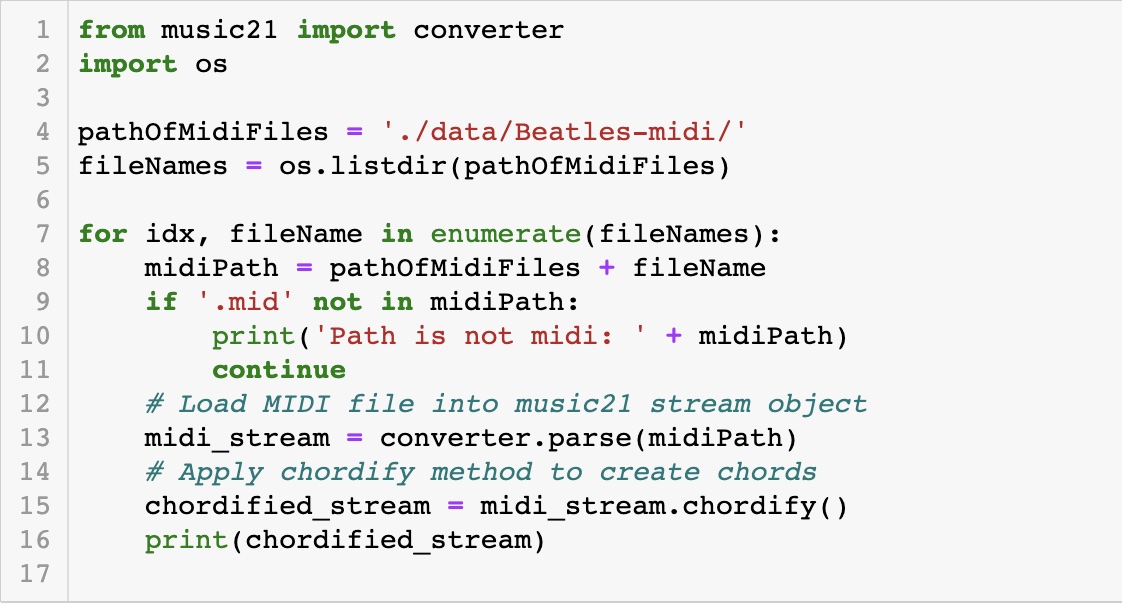 1 from music21 import converter
2 import os
3
4 pathOfMidiFiles = './data/Beatles-midi/'
5 fileNames = os.listdir(pathOfMidiFiles)
6
7 for idx, fileName in enumerate(fileNames):
8     midiPath = pathOfMidiFiles + fileName
9     if '.mid' not in midiPath:
10         print('Path is not midi: ' + midiPath)
11         continue
12     # Load MIDI file into music21 stream object
13     midi_stream = converter.parse(midiPath)
14     # Apply chordify method to create chords
15     chordified_stream = midi_stream.chordify()
16     print(chordified_stream)
17